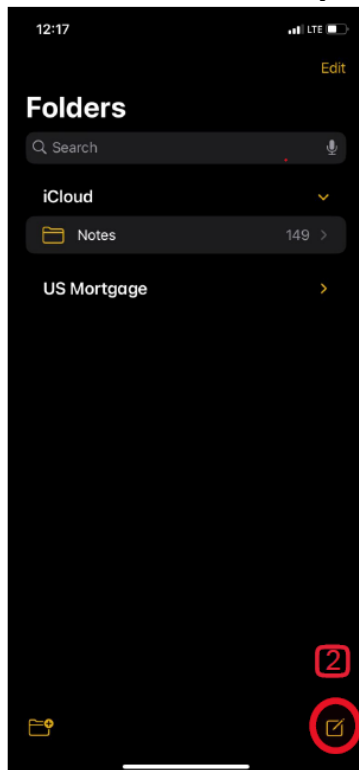 12:17 LTE
Edit
Folders
Search
iCloud
Notes 149
US Mortgage
2